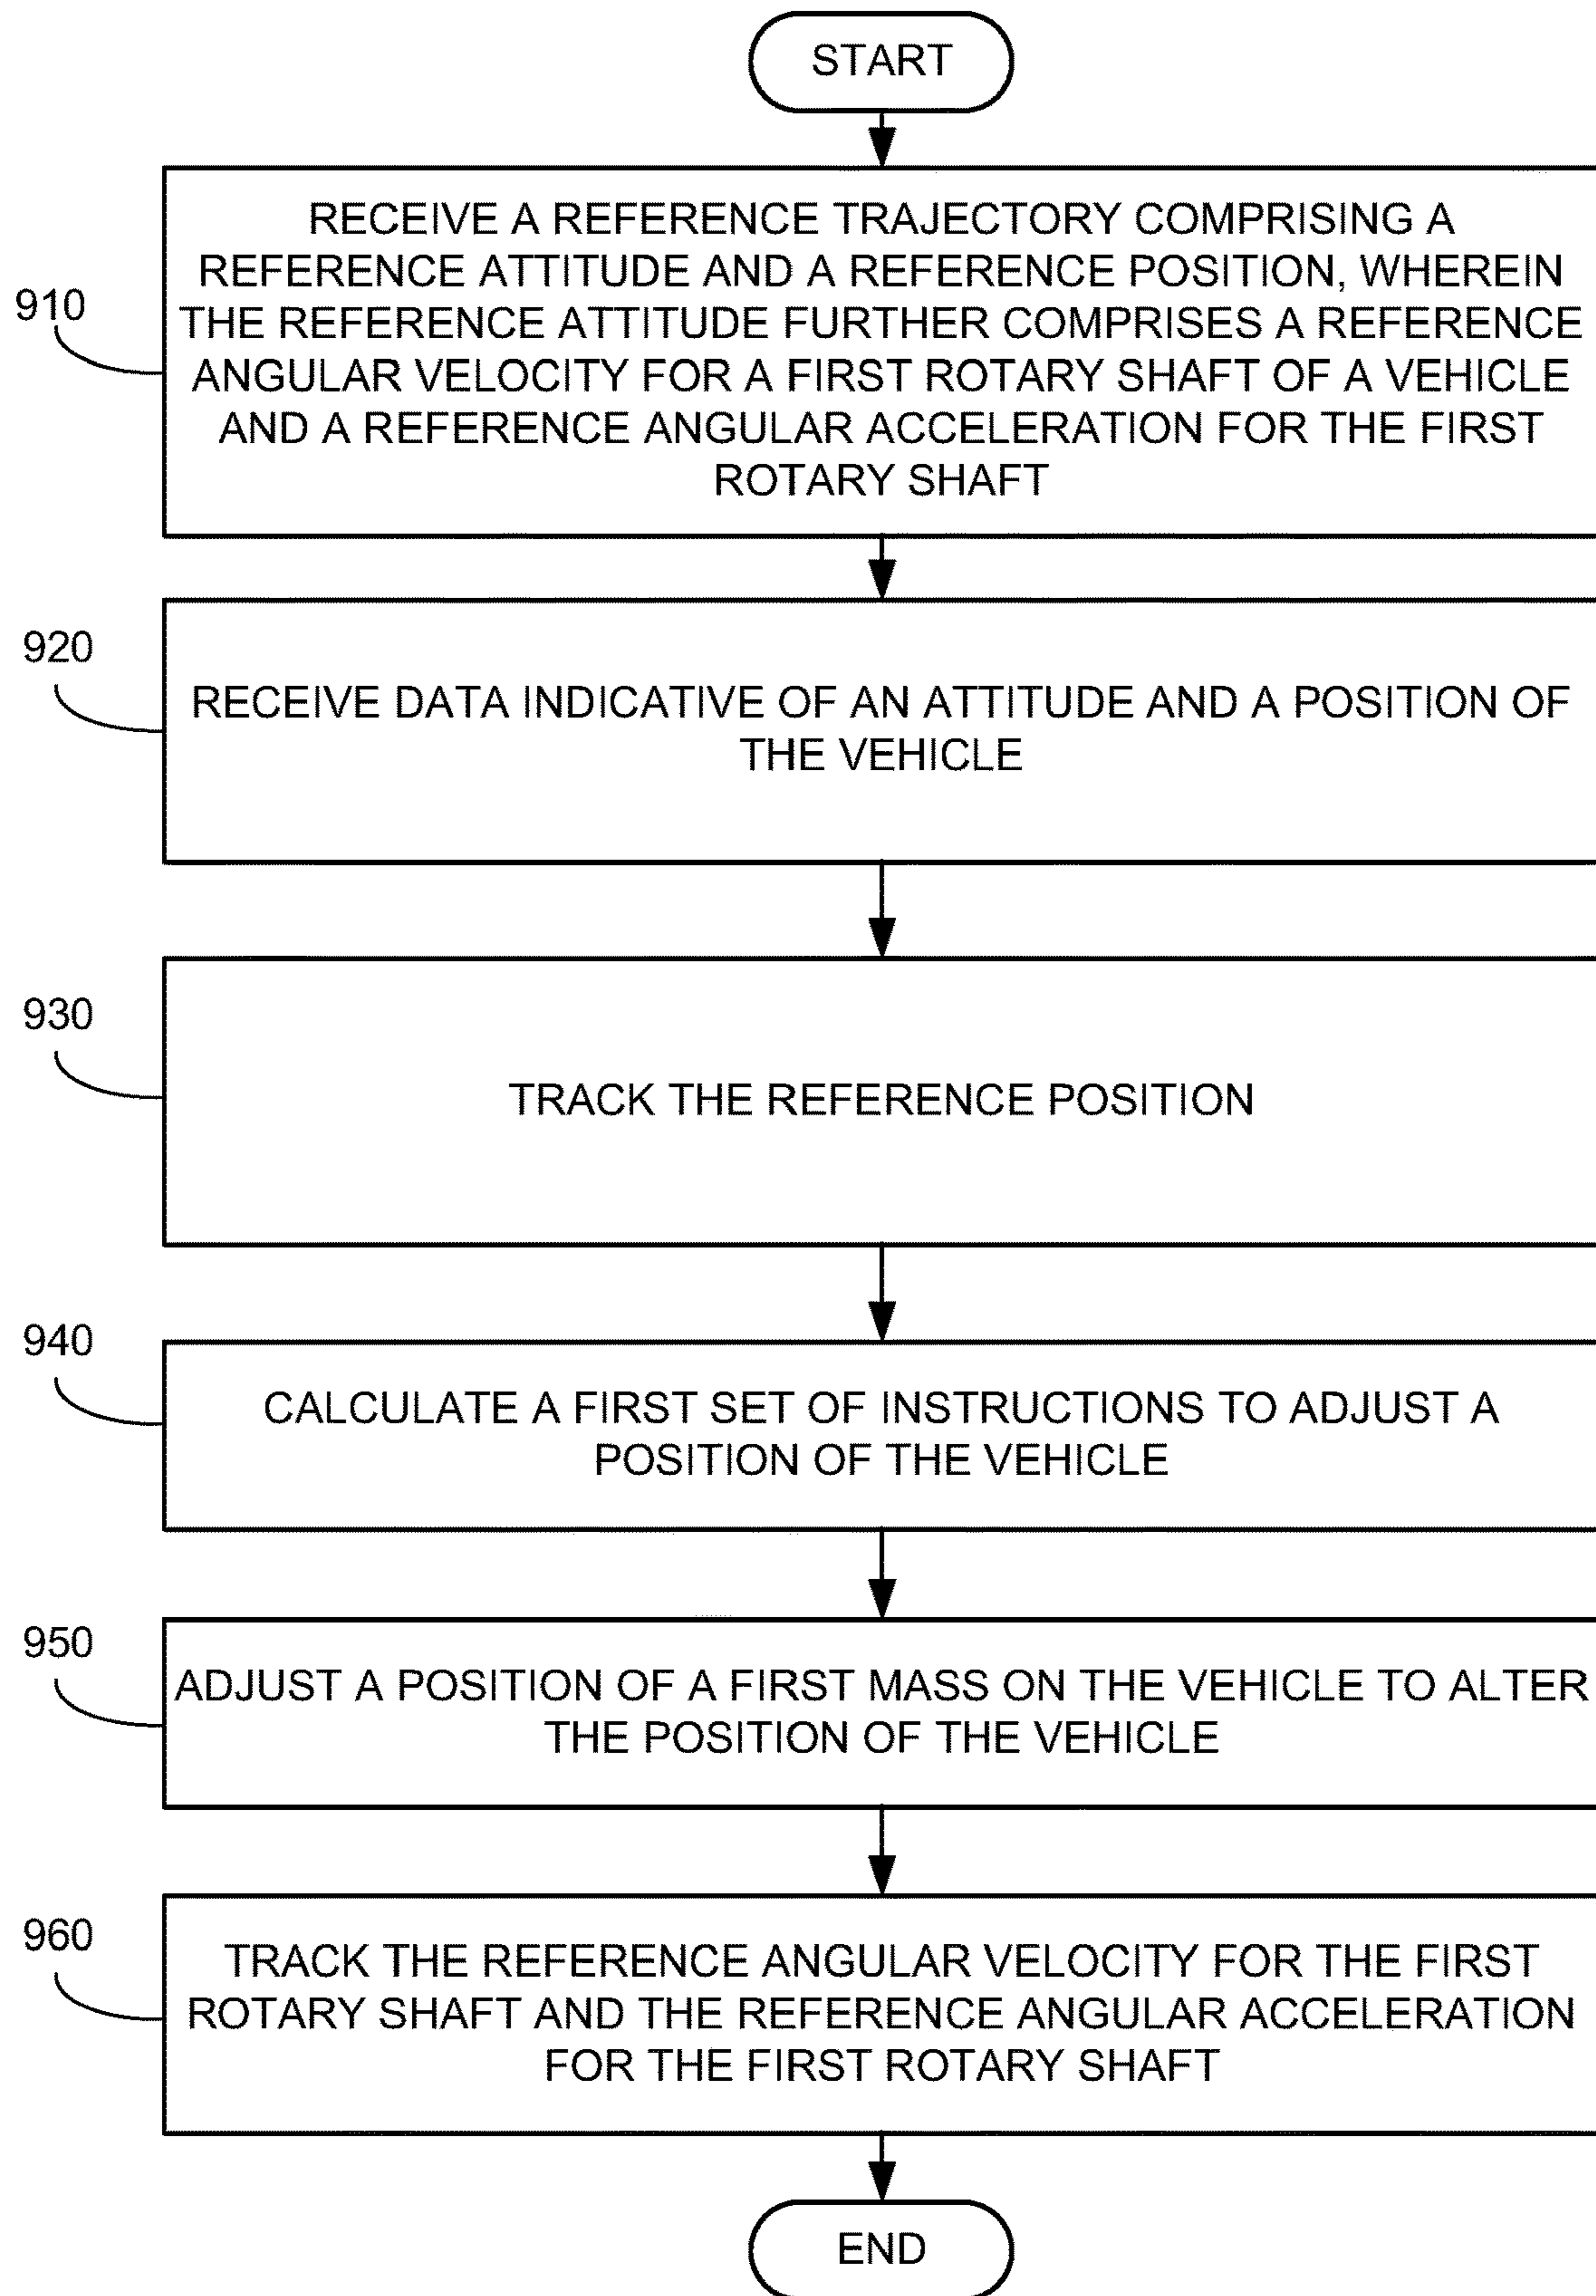 START
910
RECEIVE A REFERENCE TRAJECTORY COMPRISING A
REFERENCE ATTITUDE AND A REFERENCE POSITION, WHEREIN
THE REFERENCE ATTITUDE FURTHER COMPRISES A REFERENCE
ANGULAR VELOCITY FOR A FIRST ROTARY SHAFT OF A VEHICLE
AND A REFERENCE ANGULAR ACCELERATION FOR THE FIRST
ROTARY SHAFT
920
RECEIVE DATA INDICATIVE OF AN ATTITUDE AND A POSITION OF
THE VEHICLE
930
TRACK THE REFERENCE POSITION
940
CALCULATE A FIRST SET OF INSTRUCTIONS TO ADJUST A
POSITION OF THE VEHICLE
950
ADJUST A POSITION OF A FIRST MASS ON THE VEHICLE TO ALTER
THE POSITION OF THE VEHICLE
960
TRACK THE REFERENCE ANGULAR VELOCITY FOR THE FIRST
ROTARY SHAFT AND THE REFERENCE ANGULAR ACCELERATION
FOR THE FIRST ROTARY SHAFT
END